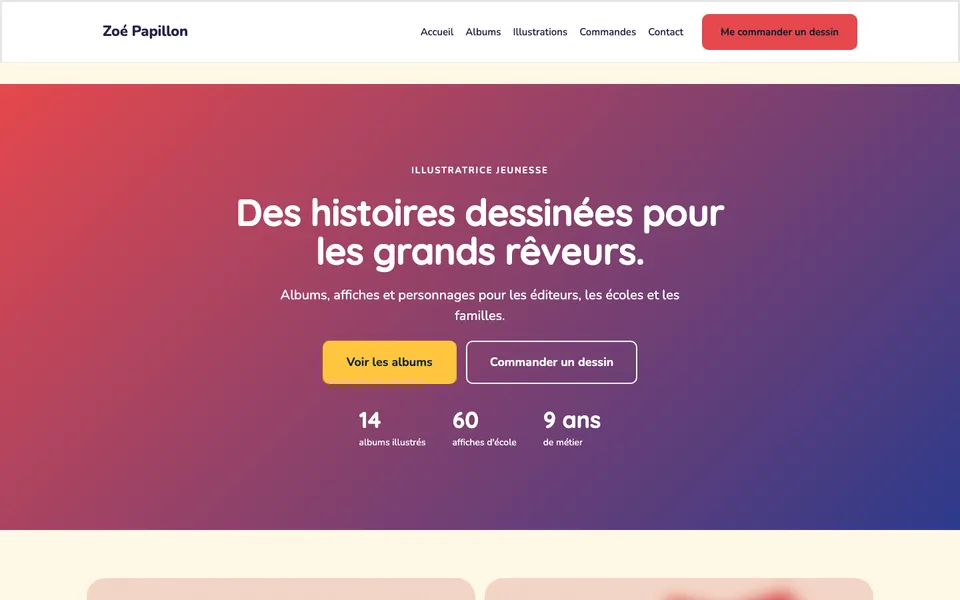 Zoé Papillon
Accueil
Albums
Illustrations
Commandes
Contact
Me commander un dessin
ILLUSTRATRICE JEUNESSE
Des histoires dessinées pour
les grands rêveurs.
Albums, affiches et personnages pour les éditeurs, les écoles et les
familles.
Voir les albums
Commander un dessin
14
albums illustrés
60
affiches d'école
9 ans
de métier